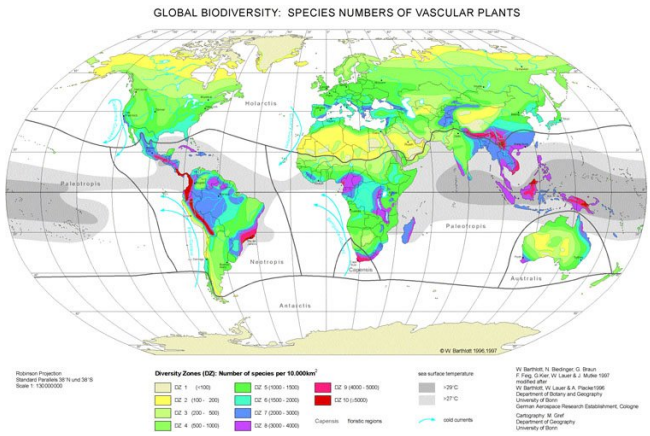 GLOBAL BIODIVERSITY: SPECIES NUMBERS OF VASCULAR PLANTS
Holarctis
Paleotropis
Paleotropis
Neotropis
Capensis
Australis
Antarctis
© W. Barthlott 1996,1997
Robinson Projection
Standard Parallels 38°N und 38°S
Scale 1: 130000000
Diversity Zones (DZ): Number of species per 10.000km²
DZ 1 (<100)
DZ 2 (100 - 200)
DZ 3 (200 - 500)
DZ 4 (500 - 1000)
DZ 5 (1000 - 1500)
DZ 6 (1500 - 2000)
DZ 7 (2000 - 3000)
DZ 8 (3000 - 4000)
DZ 9 (4000 - 5000)
DZ 10 (>5000)
Capensis floristic regions
sea surface temperature
>29°C
>27°C
cold currents
W. Barthlott, N. Biedinger, G. Braun
F. Feig, G. Kier, W. Lauer & J. Mutke 1997
modified after
W. Barthlott, W. Lauer & A. Placke 1996
Department of Botany and Geography
University of Bonn
German Aerospace Research Establishment, Cologne
Cartography: M. Gref
Department of Geography
University of Bonn